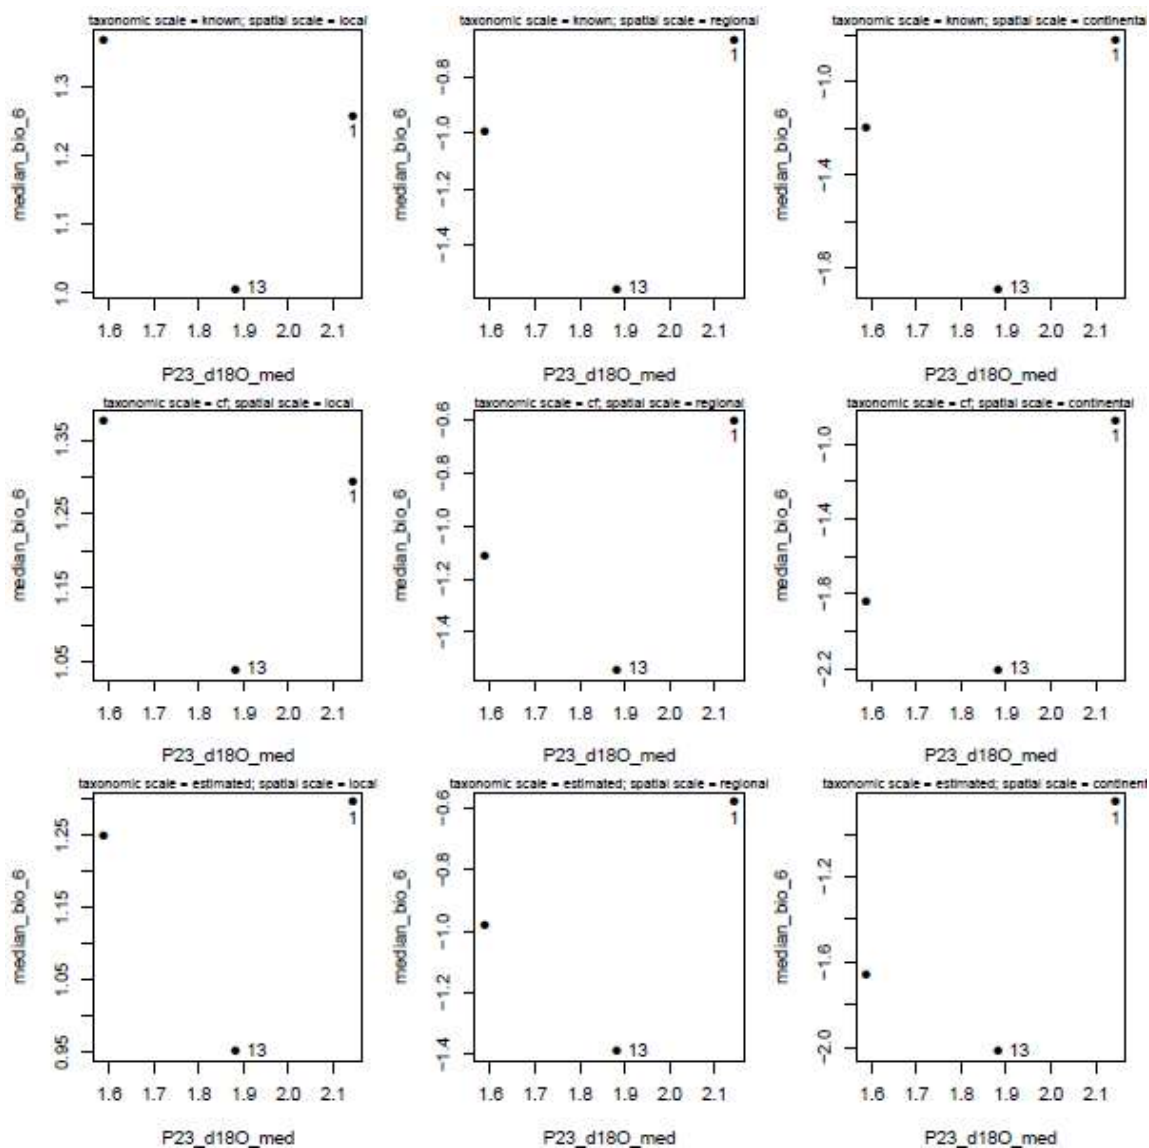 taxonomic scale = known; spatial scale = local
taxonomic scale = known; spatial scale = regional
taxonomic scale = known; spatial scale = continenta
median_bio_6
1.0 1.1 1.2 1.3
1
13
median_bio_6
−1.4 −1.2 −1.0 −0.8
1
13
median_bio_6
−1.8 −1.4 −1.0
1
13
1.6 1.7 1.8 1.9 2.0 2.1
1.6 1.7 1.8 1.9 2.0 2.1
1.6 1.7 1.8 1.9 2.0 2.1
P23_d18O_med
P23_d18O_med
P23_d18O_med
taxonomic scale = cf; spatial scale = local
taxonomic scale = cf; spatial scale = regional
taxonomic scale = cf; spatial scale = continental
median_bio_6
1.05 1.15 1.25 1.35
1
13
median_bio_6
−1.4 −1.2 −1.0 −0.8 −0.6
1
13
median_bio_6
−2.2 −1.8 −1.4 −1.0
1
13
1.6 1.7 1.8 1.9 2.0 2.1
1.6 1.7 1.8 1.9 2.0 2.1
1.6 1.7 1.8 1.9 2.0 2.1
P23_d18O_med
P23_d18O_med
P23_d18O_med
taxonomic scale = estimated; spatial scale = local
taxonomic scale = estimated; spatial scale = regional
taxonomic scale = estimated; spatial scale = continent
median_bio_6
0.95 1.05 1.15 1.25
1
13
median_bio_6
−1.4 −1.2 −1.0 −0.8 −0.6
1
13
median_bio_6
−2.0 −1.6 −1.2
1
13
1.6 1.7 1.8 1.9 2.0 2.1
1.6 1.7 1.8 1.9 2.0 2.1
1.6 1.7 1.8 1.9 2.0 2.1
P23_d18O_med
P23_d18O_med
P23_d18O_med